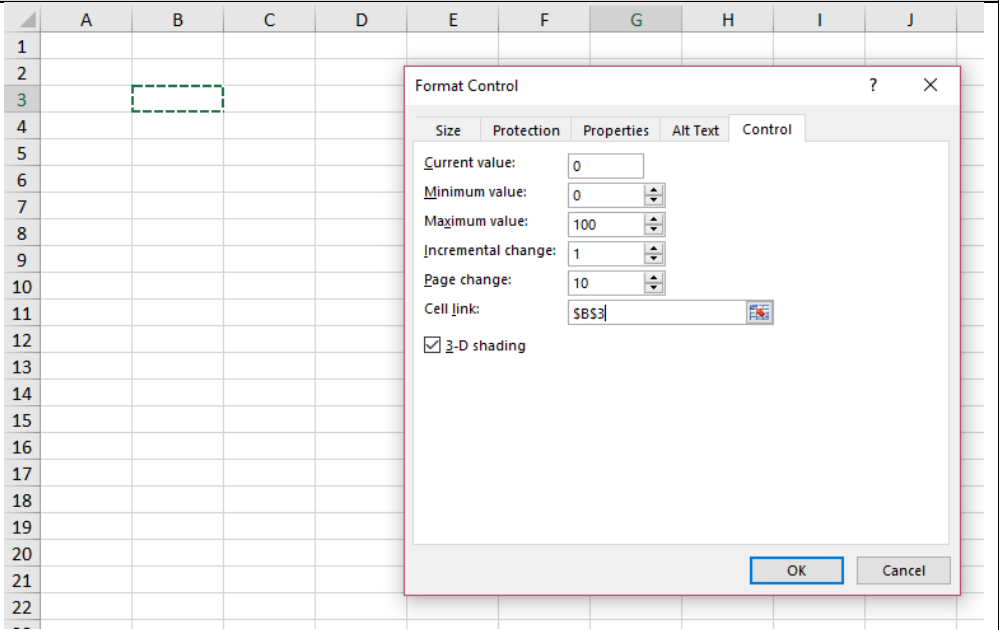 A B C D E F G H I J
1
2
3
4
5
6
7
8
9
10
11
12
13
14
15
16
17
18
19
20
21
22
Format Control ?
Size Protection Properties Alt Text Control
Current value: 0
Minimum value: 0
Maximum value: 100
Incremental change: 1
Page change: 10
Cell link: $B$3
3-D shading
OK Cancel